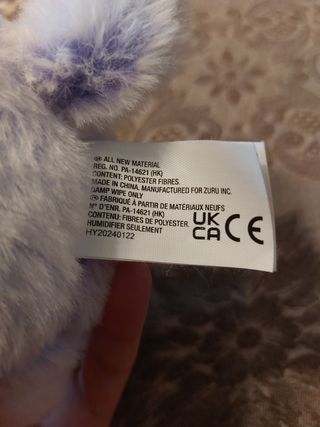 ALL NEW MATERIAL
REG. NO. PA-14621 (HK)
CONTENT: POLYESTER FIBRES.
MADE IN CHINA, MANUFACTURED FOR ZURU INC.
DAMP WIPE ONLY
FABRIQUÉ À PARTIR DE MATÉRIAUX NEUFS
Nº D'ENR. PA-14621 (HK)
CONTENU: FIBRES DE POLYESTER.
HUMIDIFIER SEULEMENT
HY20240122
UK
CA
CE